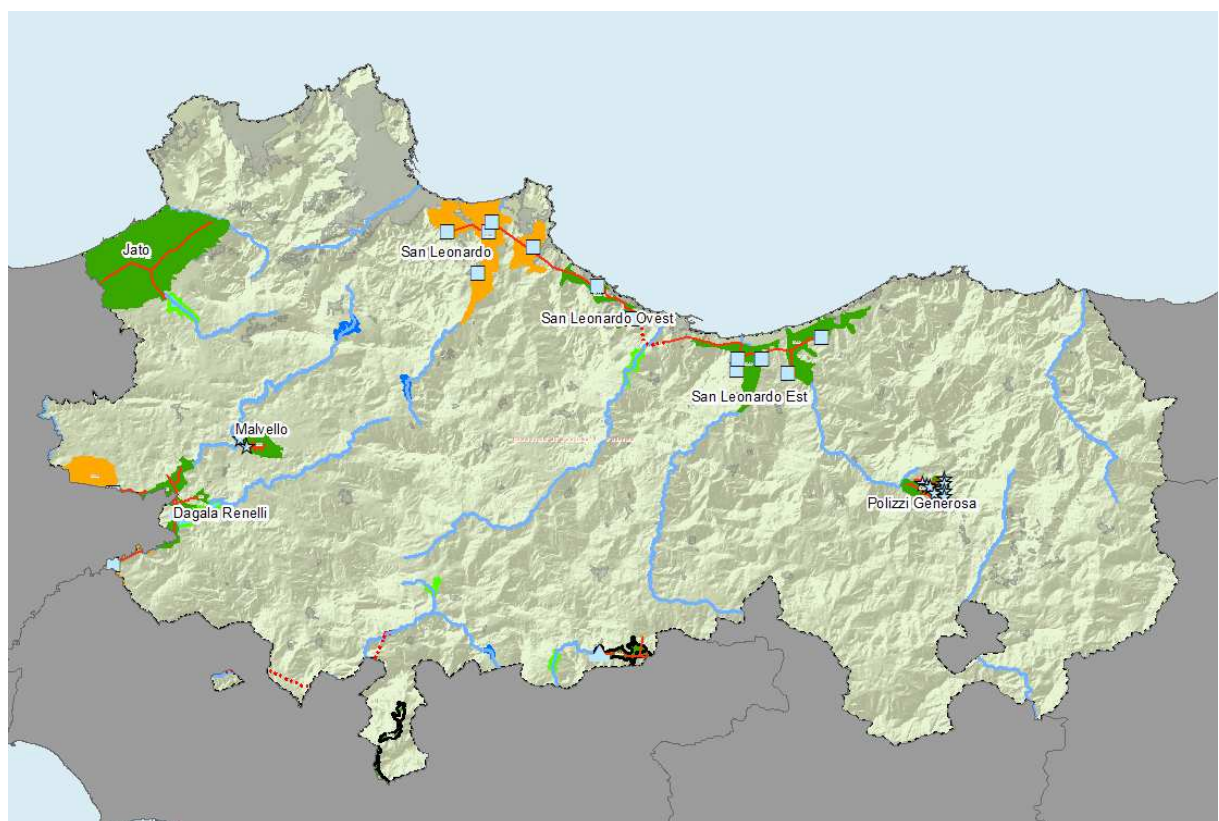 Jato
San Leonardo
San Leonardo Ovest
San Leonardo Est
Malvello
Polizzi Generosa
Dagala Renelli